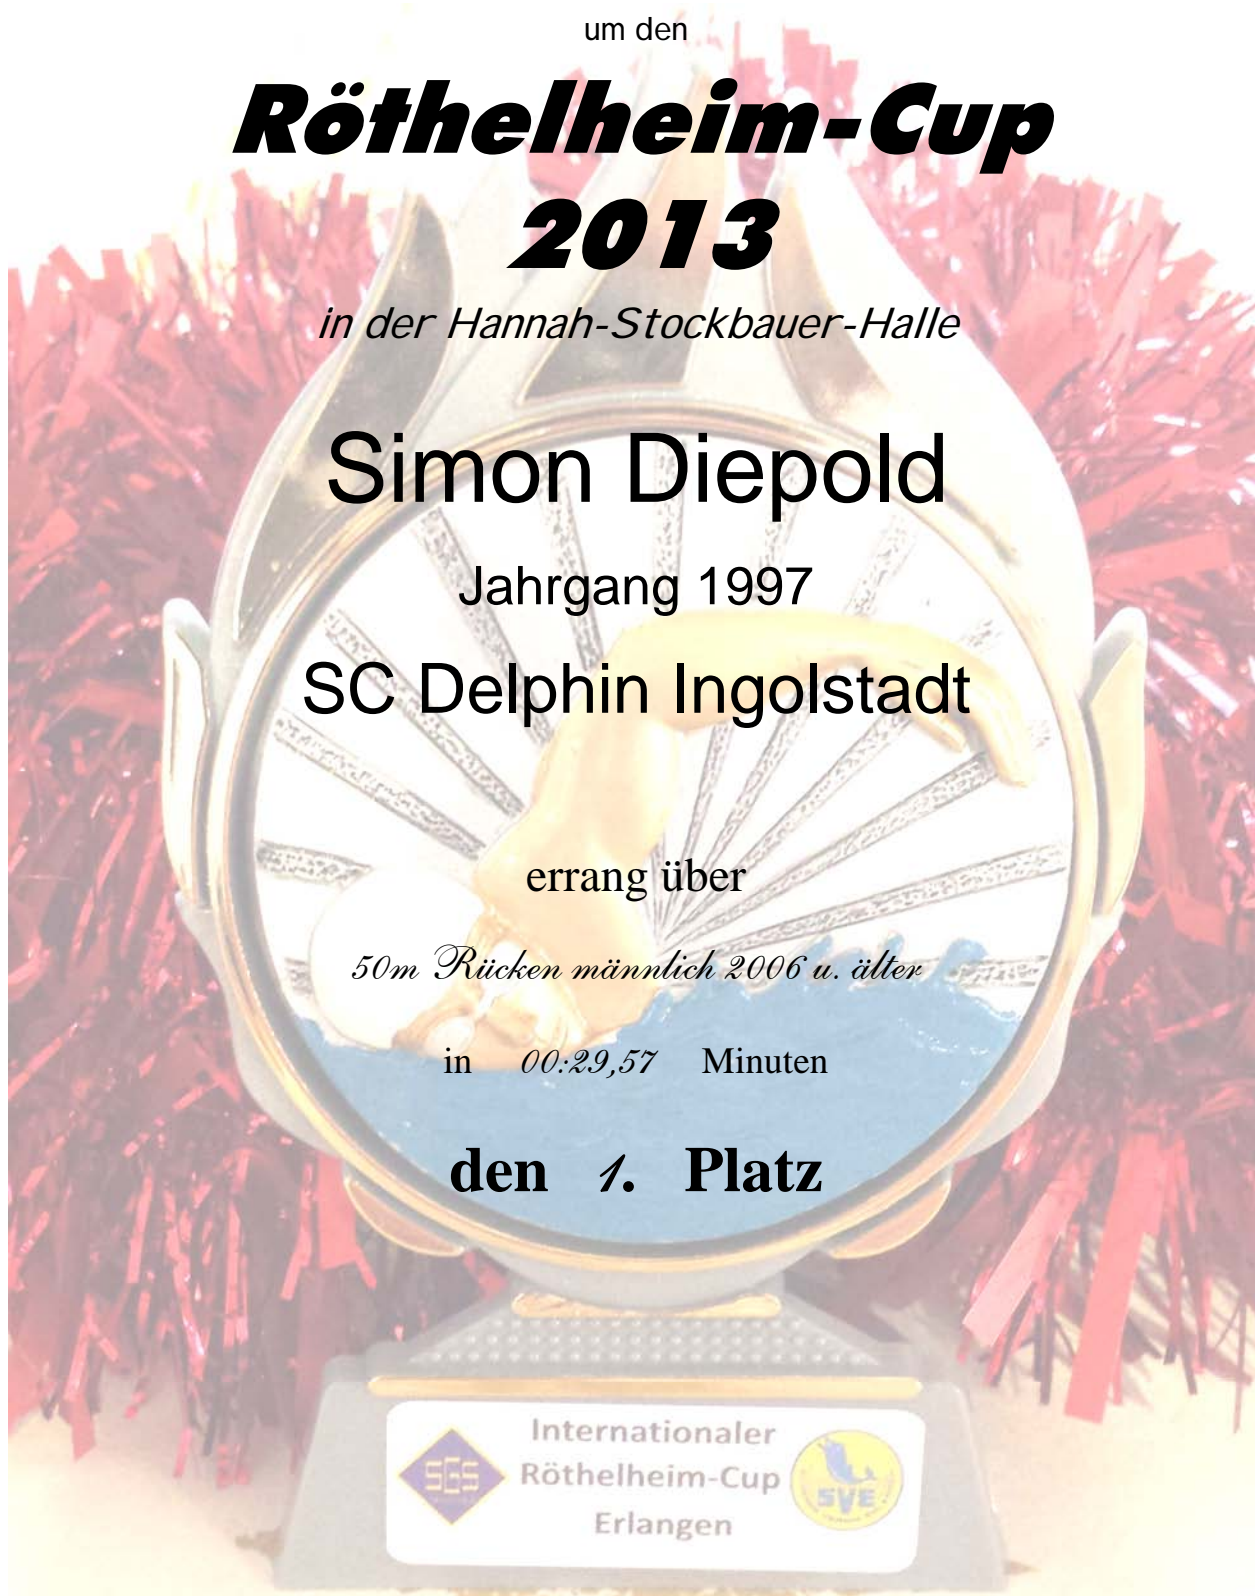 um den
Röthelheim-Cup
2013
in der Hannah-Stockbauer-Halle
Simon Diepold
Jahrgang 1997
SC Delphin Ingolstadt
errang über
50m Rücken männlich 2006 u. älter
in 00:29,57 Minuten
den 1. Platz
Internationaler
SGS Röthelheim-Cup SVE
Erlangen